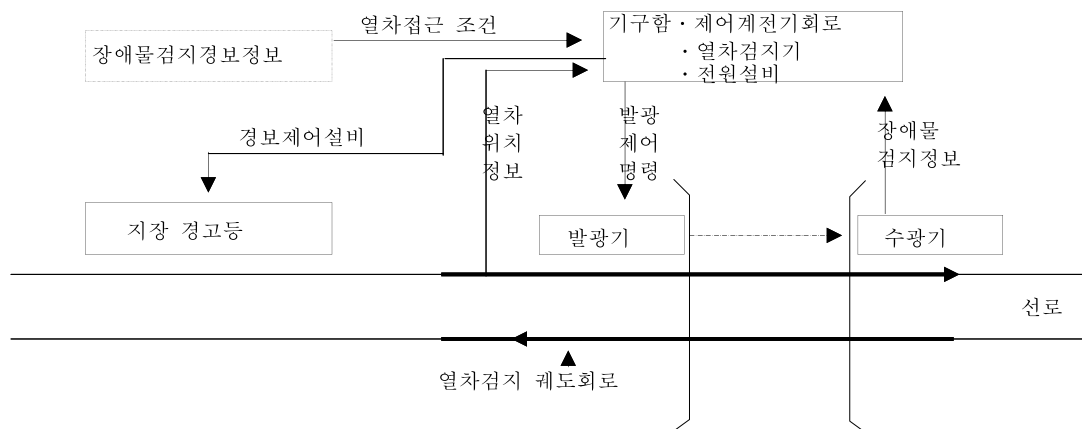 열차접근 조건
장애물검지경보정보
기구함·제어계전기회로
·열차검지기
·전원설비
경보제어설비
열차
위치
정보
발광
제어
명령
장애물
검지정보
지장 경고등
발광기
수광기
선로
열차검지 궤도회로